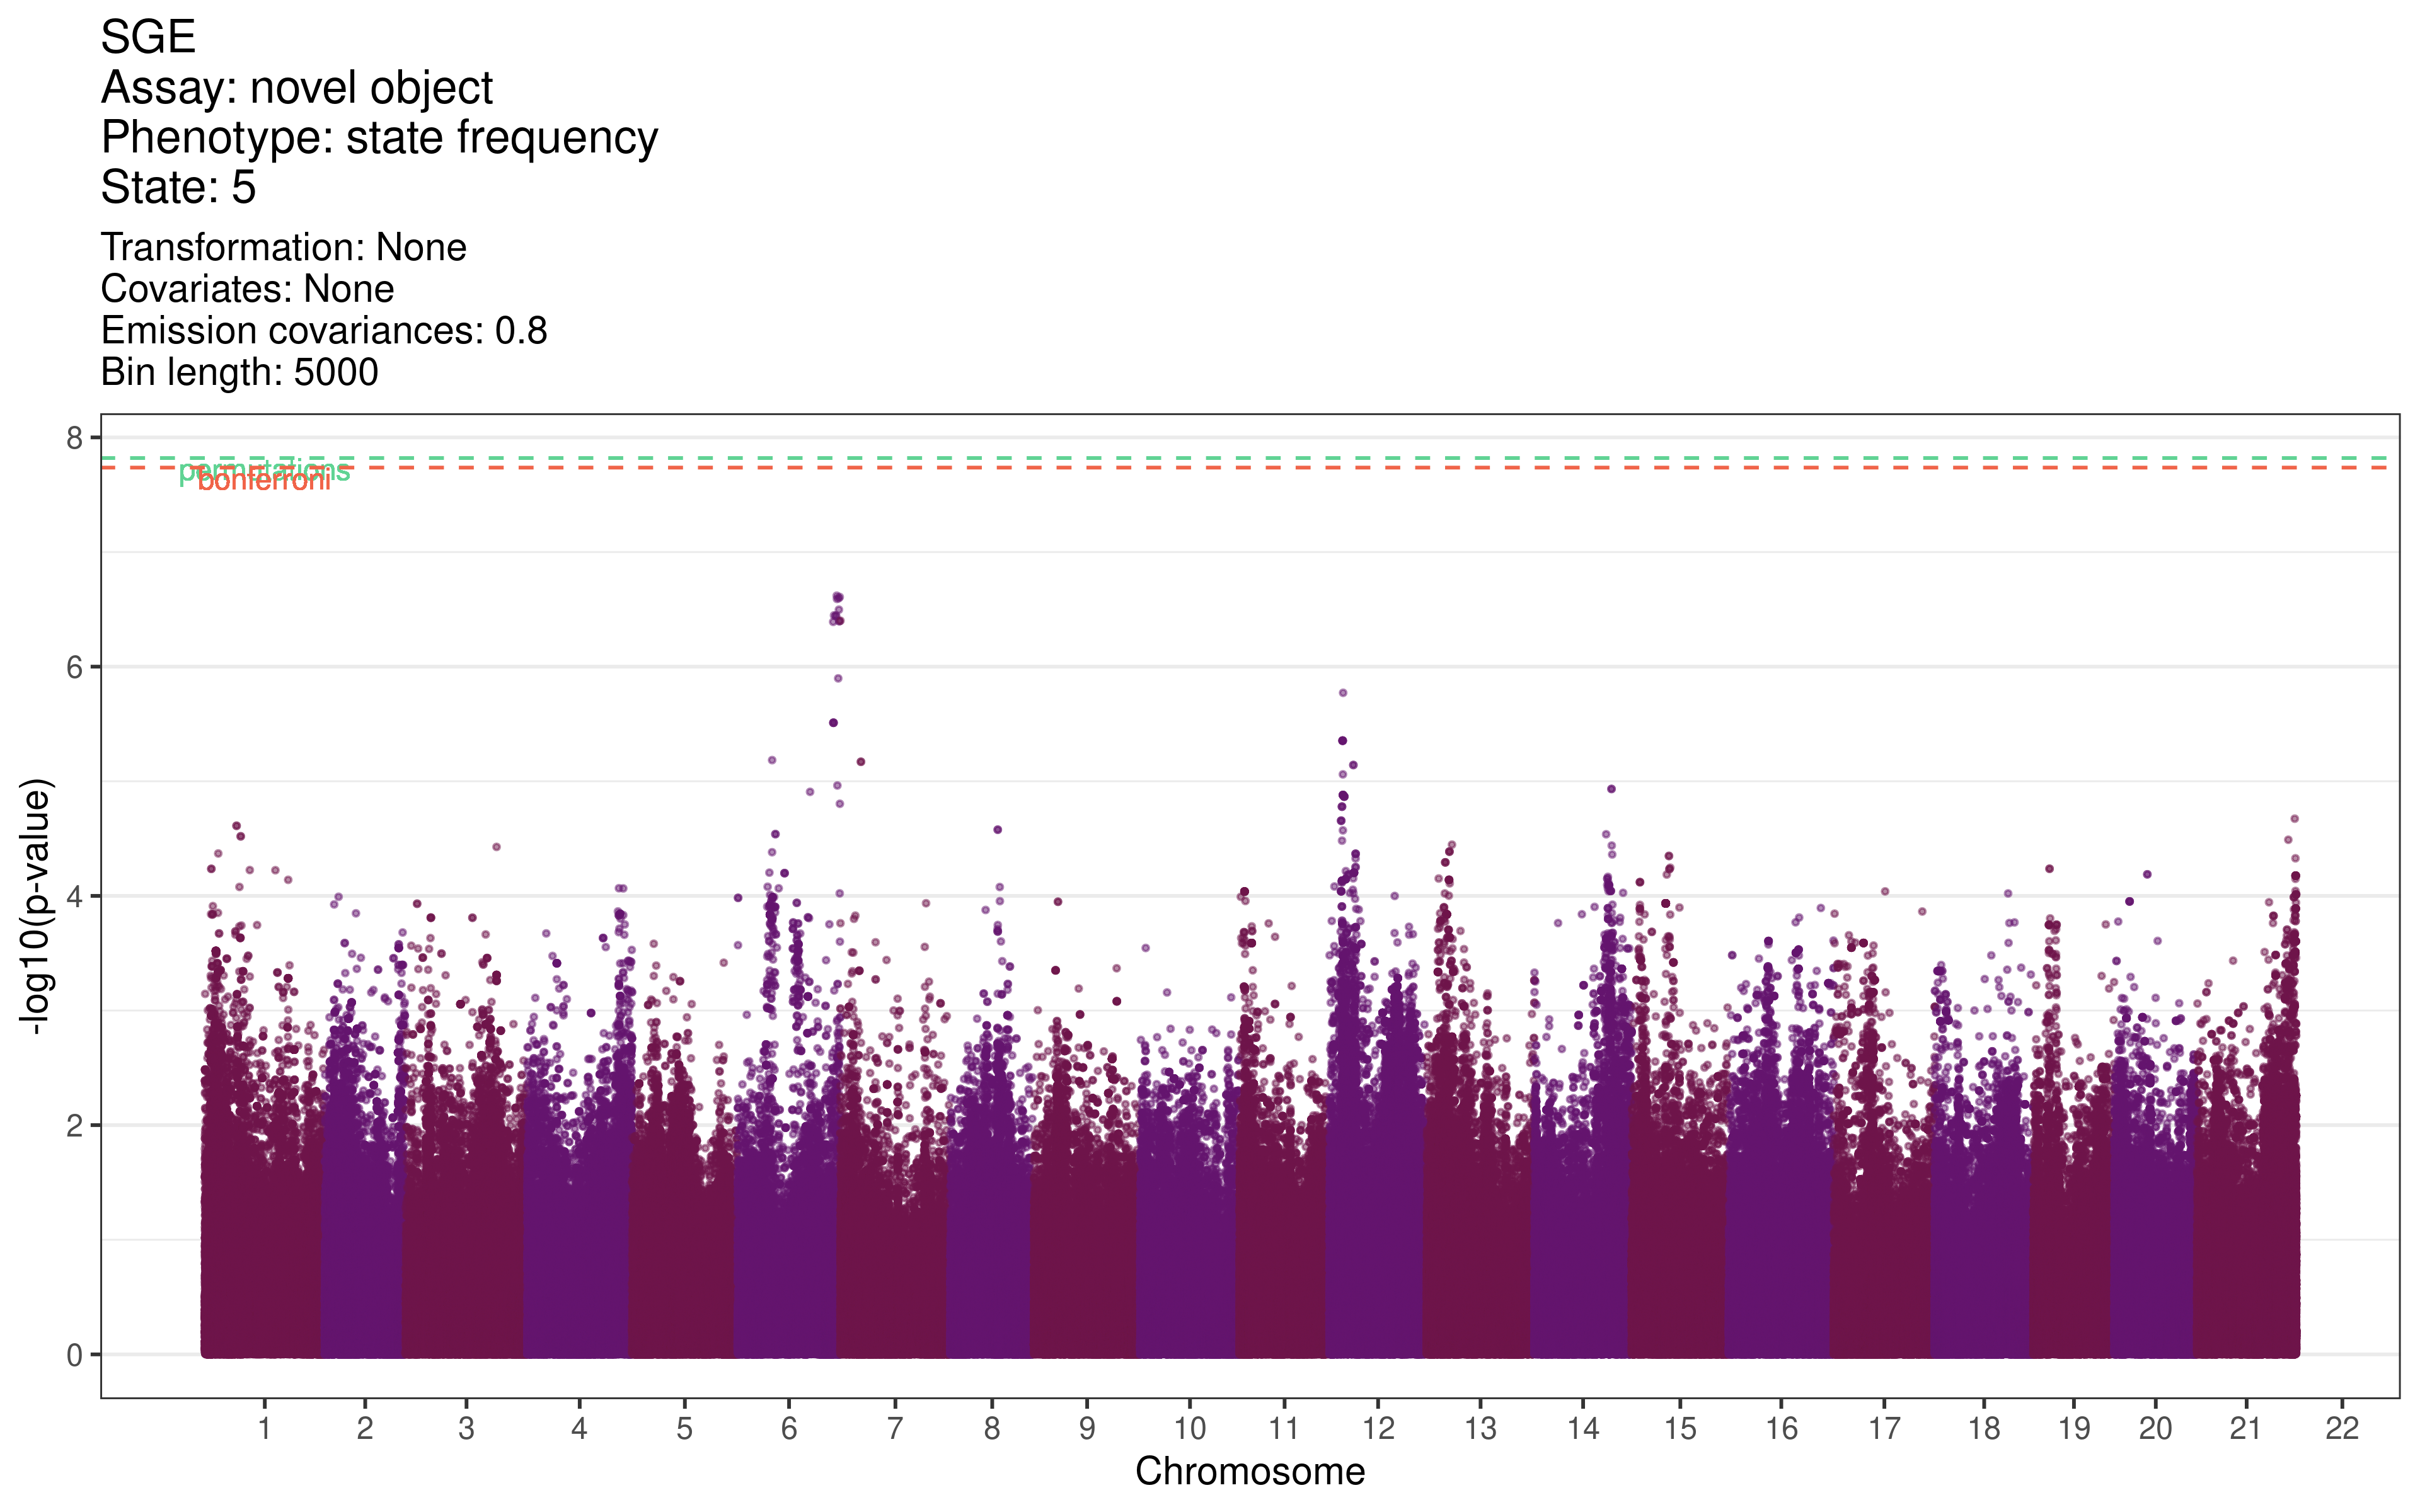 SGE
Assay: novel object
Phenotype: state frequency
State: 5
Transformation: None
Covariates: None
Emission covariances: 0.8
Bin length: 5000
8
permutations
bonferroni
6
4
2
0
-log10(p-value)
1 2 3 4 5 6 7 8 9 10 11 12 13 14 15 16 17 18 19 20 21 22
Chromosome